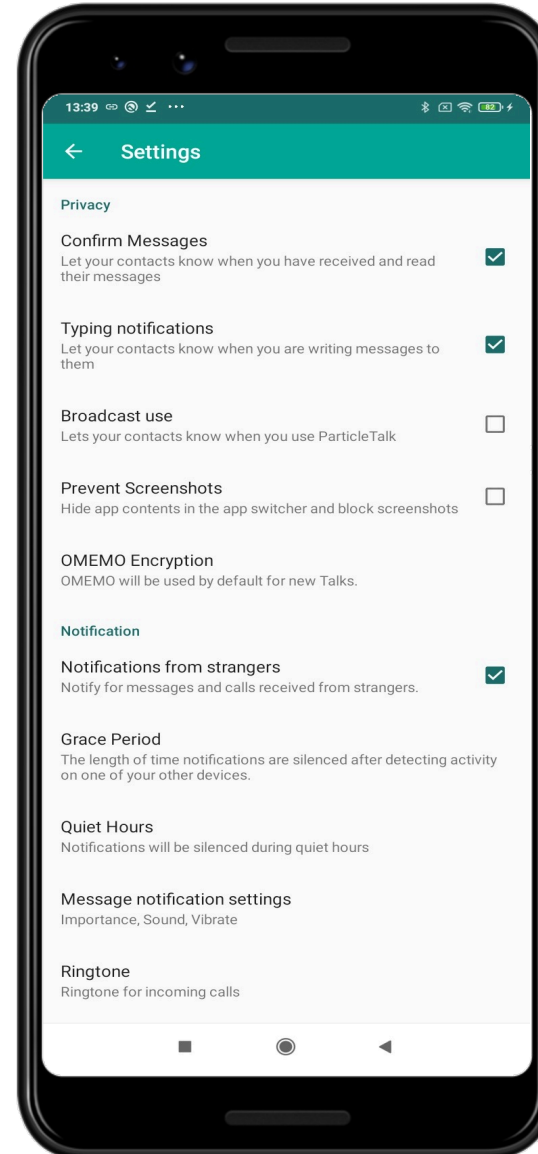 13:39
82
Settings
Privacy
Confirm Messages
Let your contacts know when you have received and read
their messages
Typing notifications
Let your contacts know when you are writing messages to
them
Broadcast use
Lets your contacts know when you use ParticleTalk
Prevent Screenshots
Hide app contents in the app switcher and block screenshots
OMEMO Encryption
OMEMO will be used by default for new Talks.
Notification
Notifications from strangers
Notify for messages and calls received from strangers.
Grace Period
The length of time notifications are silenced after detecting activity
on one of your other devices.
Quiet Hours
Notifications will be silenced during quiet hours
Message notification settings
Importance, Sound, Vibrate
Ringtone
Ringtone for incoming calls